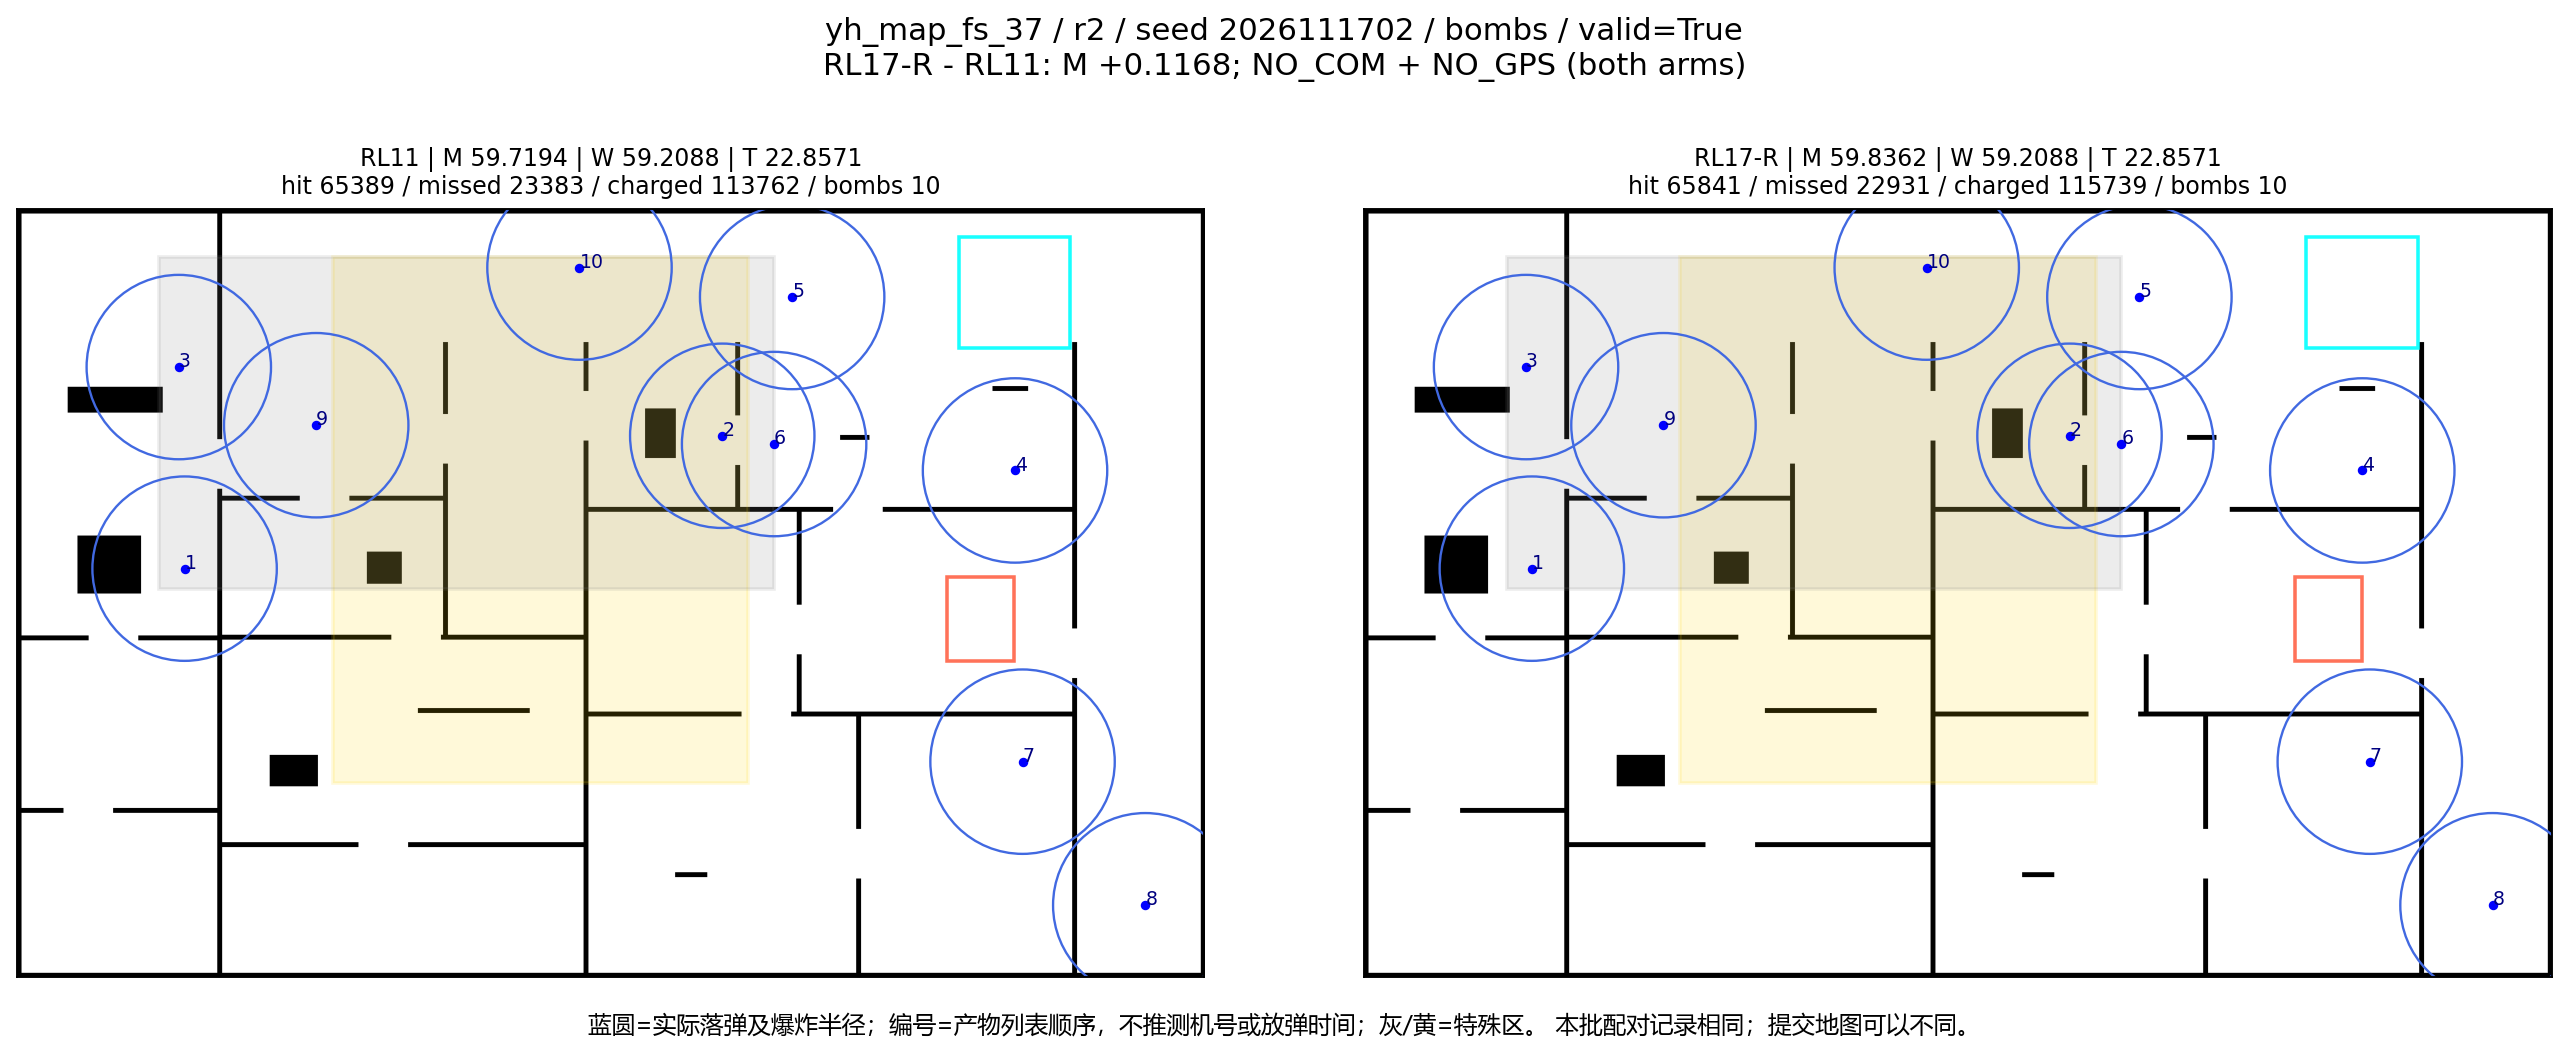 yh_map_fs_37 / r2 / seed 2026111702 / bombs / valid=True
RL17-R - RL11: M +0.1168; NO_COM + NO_GPS (both arms)
RL11 | M 59.7194 | W 59.2088 | T 22.8571
hit 65389 / missed 23383 / charged 113762 / bombs 10
10
5
3
9
2
6
4
1
7
8
RL17-R | M 59.8362 | W 59.2088 | T 22.8571
hit 65841 / missed 22931 / charged 115739 / bombs 10
10
5
3
9
2
6
4
1
7
8
蓝圆=实际落弹及爆炸半径；编号=产物列表顺序，不推测机号或放弹时间；灰/黄=特殊区。 本批配对记录相同；提交地图可以不同。